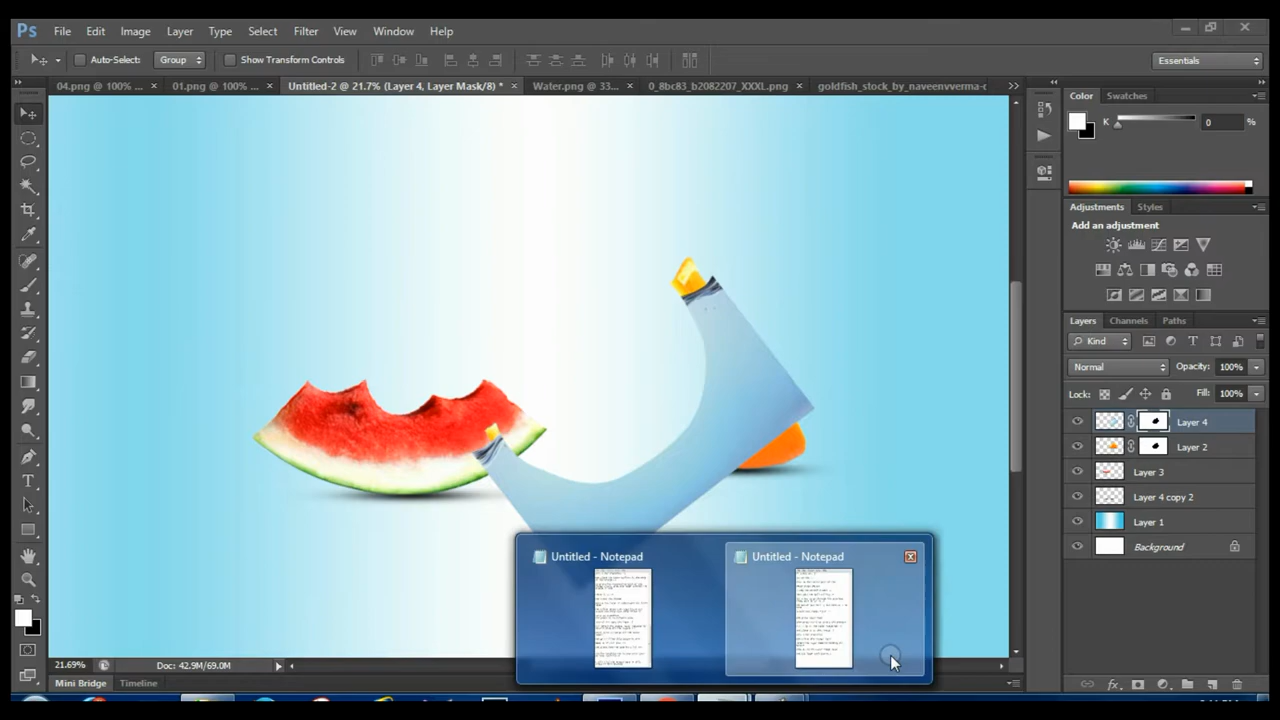 Ps File Edit Image Layer Type Select Filter View Window Help
Auto-Select: Group Show Transform Controls Essentials
04.png @ 100% ... × 01.png @ 100% ... × Untitled-2 @ 21.7% (Layer 4, Layer Mask/8) * × Water.png @ 33... × 0_8bc83_b2082207_XXXL.png × goldfish_stock_by_naveenvverma-
Color Swatches
K 0 %
Adjustments Styles
Add an adjustment
Layers Channels Paths
Kind
Normal Opacity: 100%
Lock: Fill: 100%
Layer 4
Layer 2
Layer 3
Layer 4 copy 2
Layer 1
Background
Untitled - Notepad Untitled - Notepad
21.69% Doc: 42.9M/69.0M
Mini Bridge Timeline